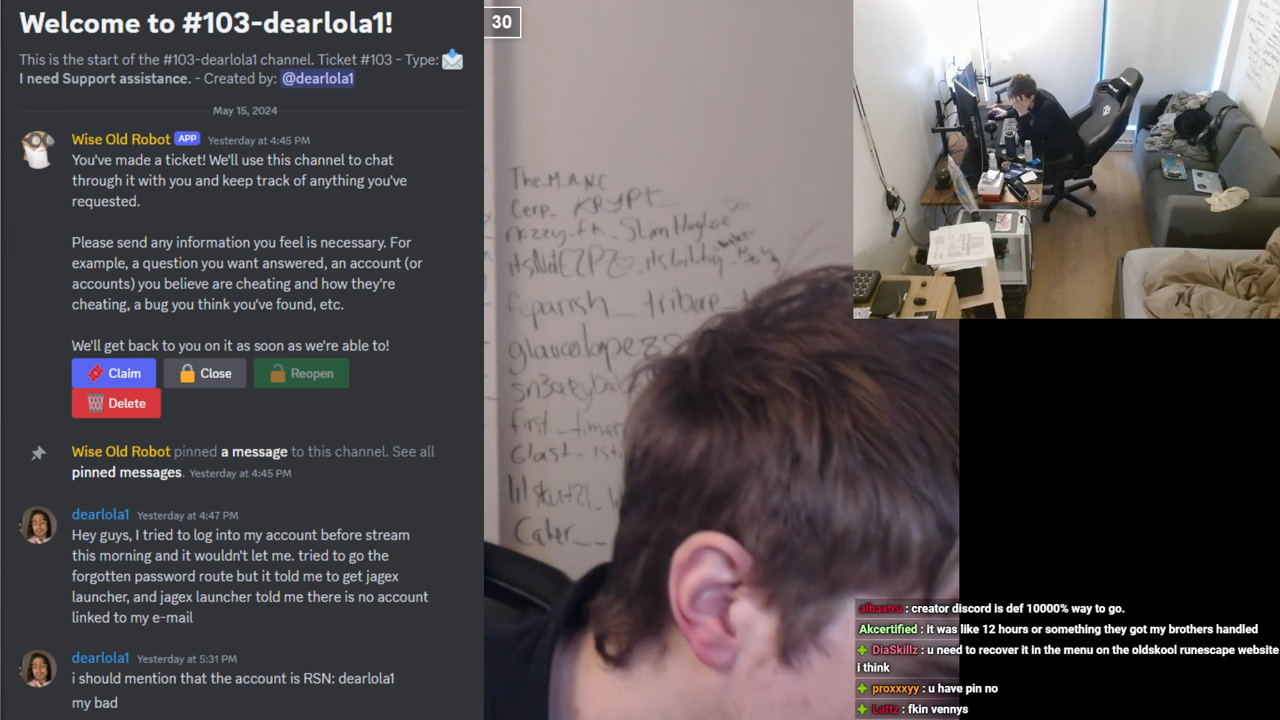 Welcome to #103-dearlola1!
This is the start of the #103-dearlola1 channel. Ticket #103 - Type:
I need Support assistance. - Created by: @dearlola1
May 15, 2024
Wise Old Robot APP Yesterday at 4:45 PM
You've made a ticket! We'll use this channel to chat
through it with you and keep track of anything you've
requested.
Please send any information you feel is necessary. For
example, a question you want answered, an account (or
accounts) you believe are cheating and how they're
cheating, a bug you think you've found, etc.
We'll get back to you on it as soon as we're able to!
Claim Close Reopen
Delete
Wise Old Robot pinned a message to this channel. See all
pinned messages. Yesterday at 4:45 PM
dearlola1 Yesterday at 4:47 PM
Hey guys, I tried to log into my account before stream
this morning and it wouldn't let me. tried to go the
forgotten password route but it told me to get jagex
launcher, and jagex launcher told me there is no account
linked to my e-mail
dearlola1 Yesterday at 5:31 PM
i should mention that the account is RSN: dearlola1
my bad
30
The.M.A.N.C
Cerp_ KRYPT_
first_timer
albastru : creator discord is def 10000% way to go.
Akcertified : it was like 12 hours or something they got my brothers handled
DiaSkillz : u need to recover it in the menu on the oldskool runescape website
i think
proxxxyy : u have pin no
Lattz : fkin vennys